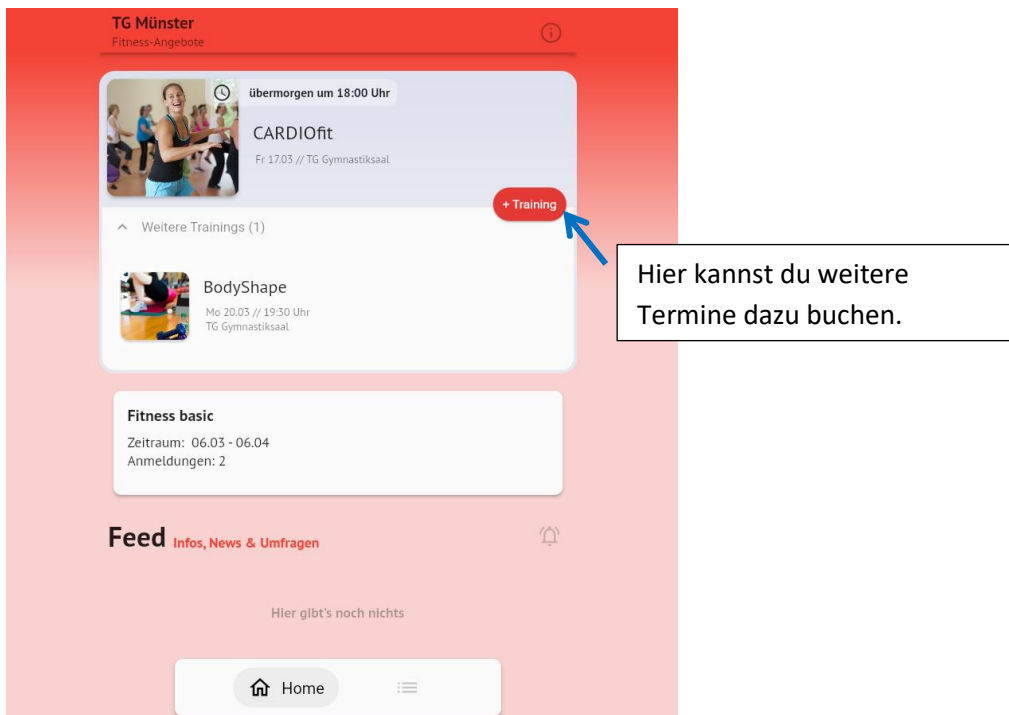 TG Münster
Fitness-Angebote
übermorgen um 18:00 Uhr
CARDIOfit
Fr 17.03 // TG Gymnastiksaal
+ Training
Weitere Trainings (1)
BodyShape
Mo 20.03 // 19:30 Uhr
TG Gymnastiksaal
Hier kannst du weitere
Termine dazu buchen.
Fitness basic
Zeitraum: 06.03 - 06.04
Anmeldungen: 2
Feed Infos, News & Umfragen
Hier gibt's noch nichts
Home